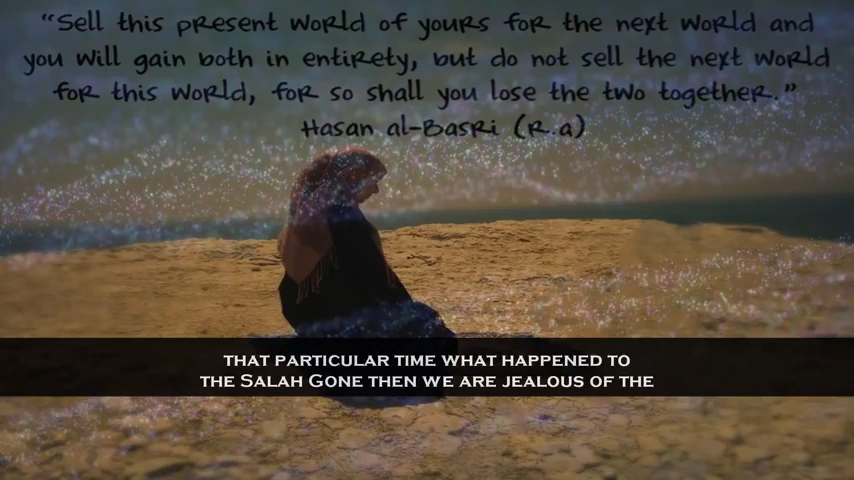 "Sell this present world of yours for the next world and
you will gain both in entirety, but do not sell the next world
for this world, for so shall you lose the two together."
Hasan al-Basri (r.a)
THAT PARTICULAR TIME WHAT HAPPENED TO
THE SALAH GONE THEN WE ARE JEALOUS OF THE